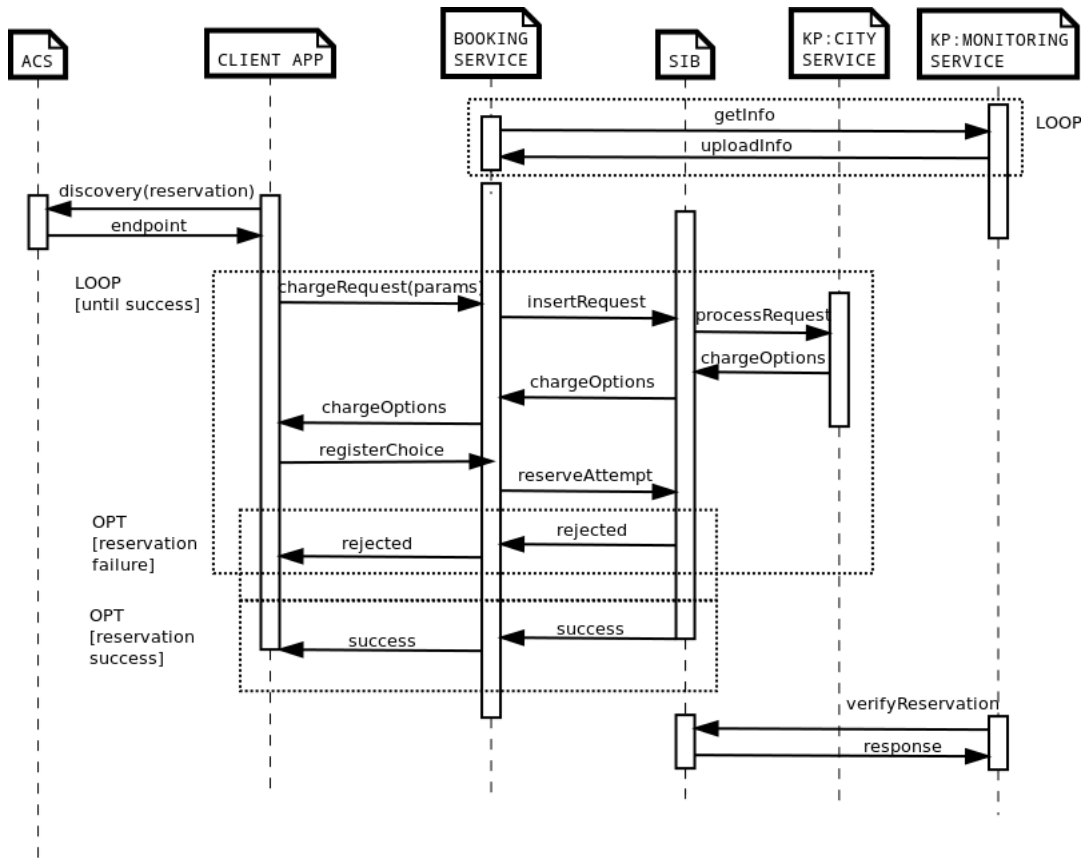 ACS
CLIENT APP
BOOKING
SERVICE
SIB
KP:CITY
SERVICE
KP:MONITORING
SERVICE
getInfo
LOOP
uploadInfo
discovery(reservation)
endpoint
LOOP
[until success]
chargeRequest(params)
insertRequest
processRequest
chargeOptions
chargeOptions
chargeOptions
registerChoice
reserveAttempt
OPT
[reservation
failure]
rejected
rejected
OPT
[reservation
success]
success
success
verifyReservation
response